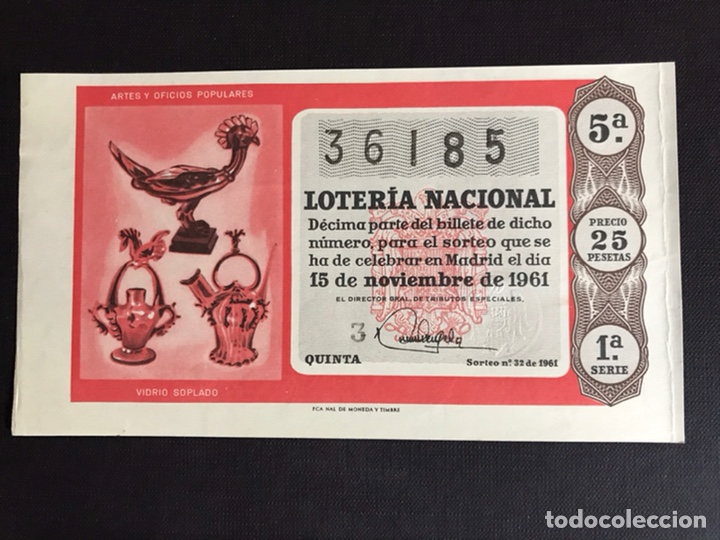 ARTES Y OFICIOS POPULARES
36185
LOTERÍA NACIONAL
Décima parte del billete de dicho
número, para el sorteo que se
ha de celebrar en Madrid el día
15 de noviembre de 1961
EL DIRECTOR GRAL. DE TRIBUTOS ESPECIALES,
3
QUINTA
Sorteo nº 32 de 1961
5ª
PRECIO
25
PESETAS
1ª
SERIE
VIDRIO SOPLADO
FCA NAL DE MONEDA Y TIMBRE
todocoleccion.net